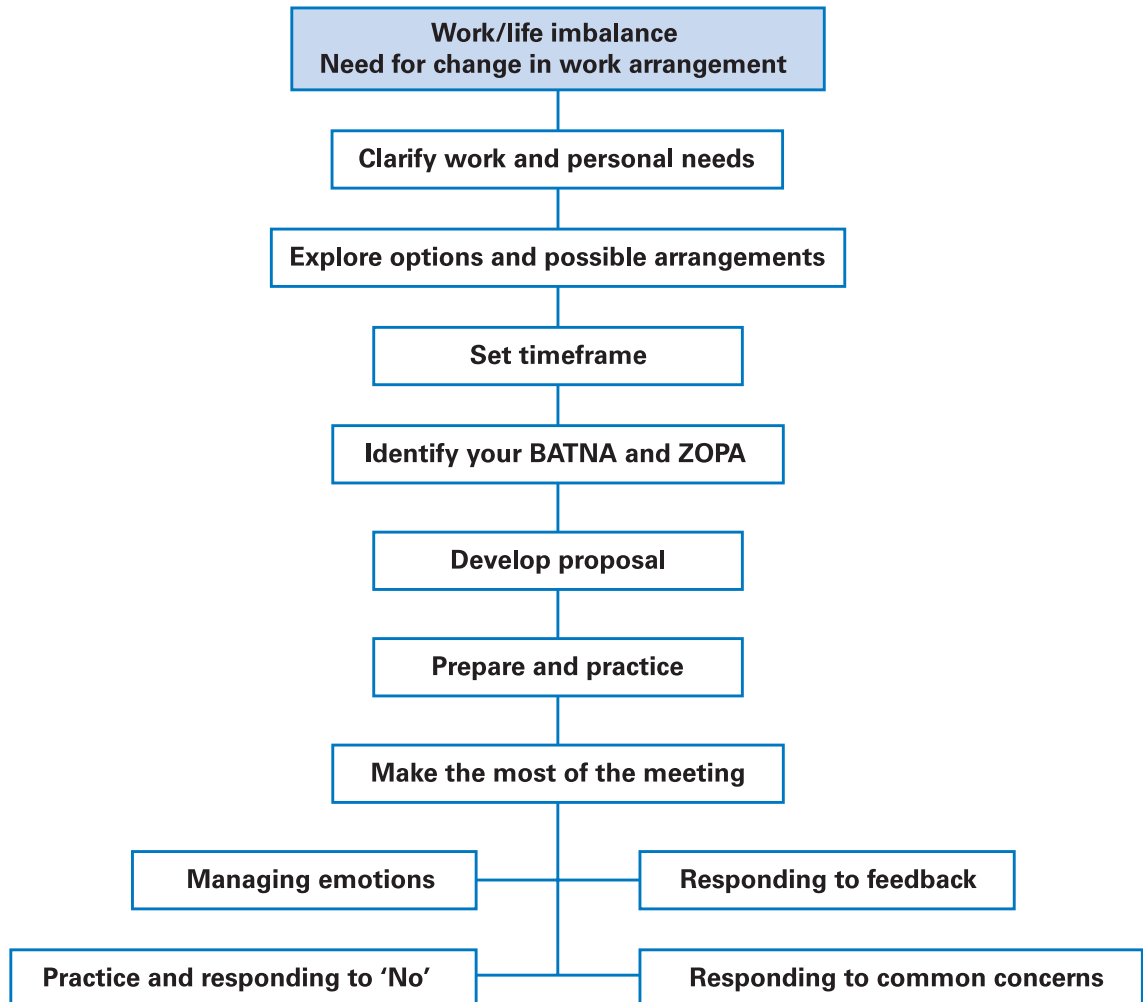 Work/life imbalance
Need for change in work arrangement
Clarify work and personal needs
Explore options and possible arrangements
Set timeframe
Identify your BATNA and ZOPA
Develop proposal
Prepare and practice
Make the most of the meeting
Managing emotions
Responding to feedback
Practice and responding to ‘No’
Responding to common concerns